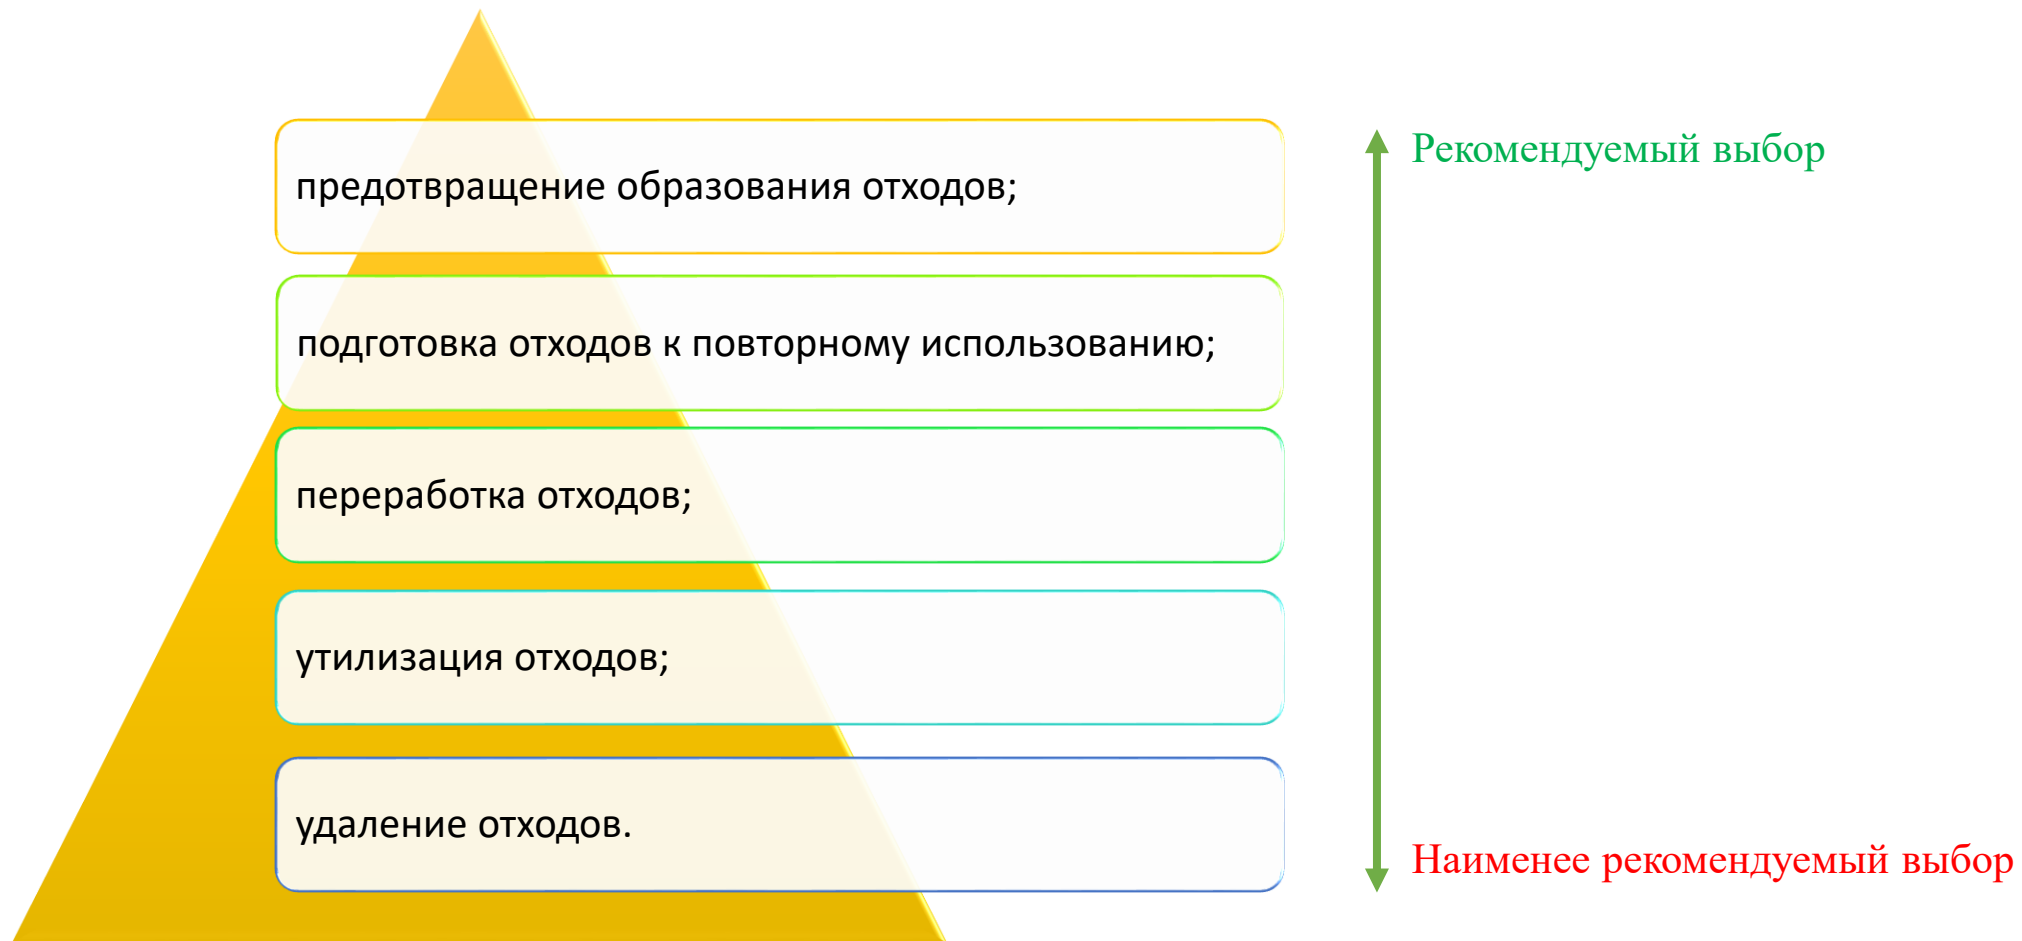 предотвращение образования отходов;
Рекомендуемый выбор
подготовка отходов к повторному использованию;
переработка отходов;
утилизация отходов;
удаление отходов.
Наименее рекомендуемый выбор